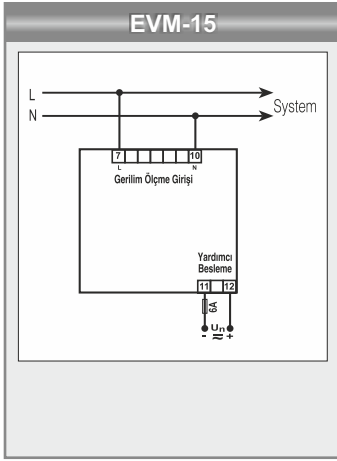 EVM-15
L
N
System
7 10
L N
Gerilim Ölçme Girişi
Yardımcı
Besleme
11 12
6A
Un
- +